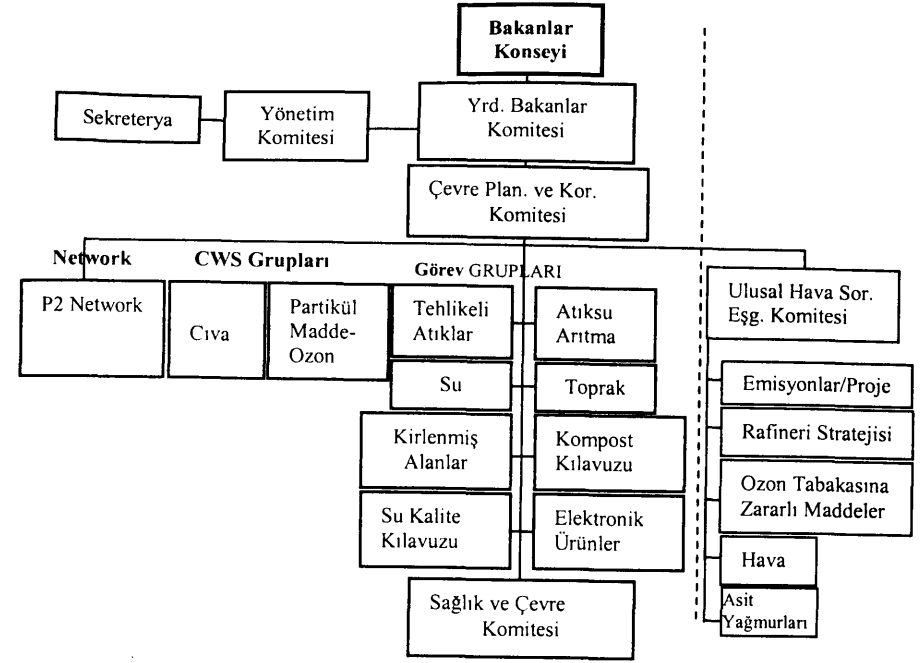 Bakanlar
Konseyi
Sekreterya
Yönetim
Komitesi
Yrd. Bakanlar
Komitesi
Çevre Plan. ve Kor.
Komitesi
Network
CWS Grupları
Görev GRUPLARI
P2 Network
Cıva
Partikül
Madde-
Ozon
Tehlikeli
Atıklar
Atıksu
Arıtma
Su
Toprak
Kirlenmiş
Alanlar
Kompost
Kılavuzu
Su Kalite
Kılavuzu
Elektronik
Ürünler
Sağlık ve Çevre
Komitesi
Ulusal Hava Sor.
Eşg. Komitesi
Emisyonlar/Proje
Rafineri Stratejisi
Ozon Tabakasına
Zararlı Maddeler
Hava
Asit
Yağmurları